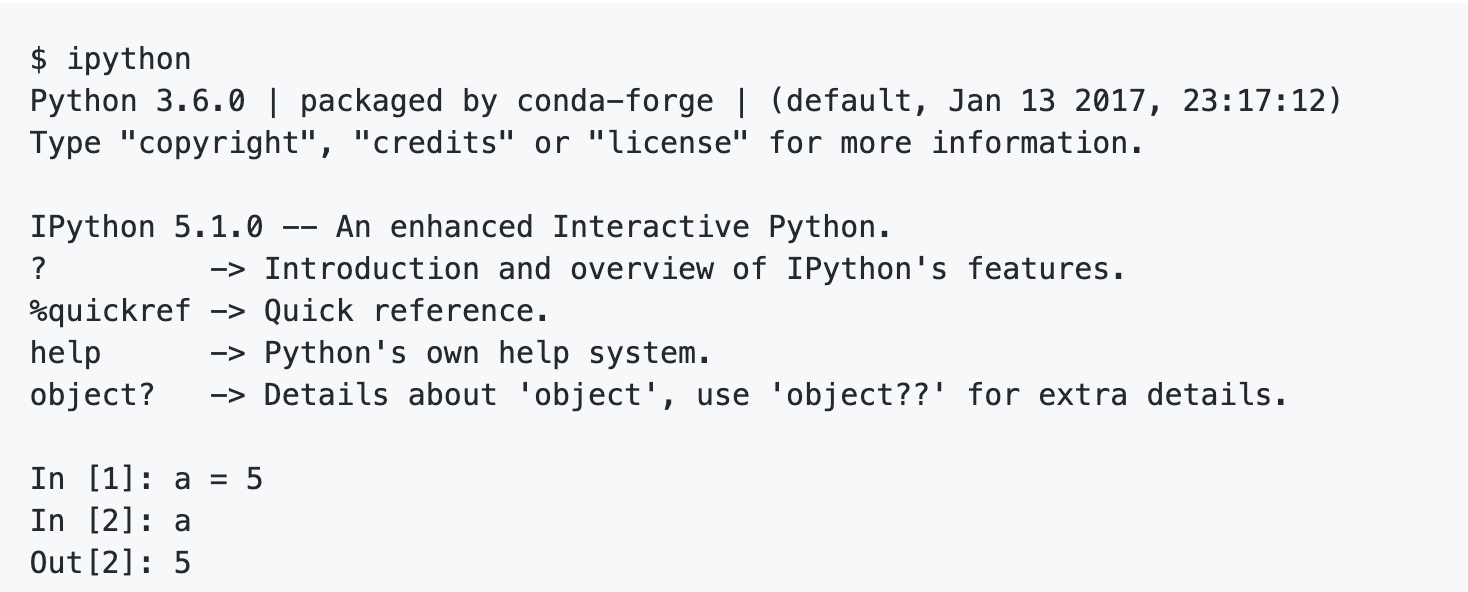 $ ipython
Python 3.6.0 | packaged by conda-forge | (default, Jan 13 2017, 23:17:12)
Type "copyright", "credits" or "license" for more information.

IPython 5.1.0 -- An enhanced Interactive Python.
?         -> Introduction and overview of IPython's features.
%quickref -> Quick reference.
help      -> Python's own help system.
object?   -> Details about 'object', use 'object??' for extra details.

In [1]: a = 5
In [2]: a
Out[2]: 5